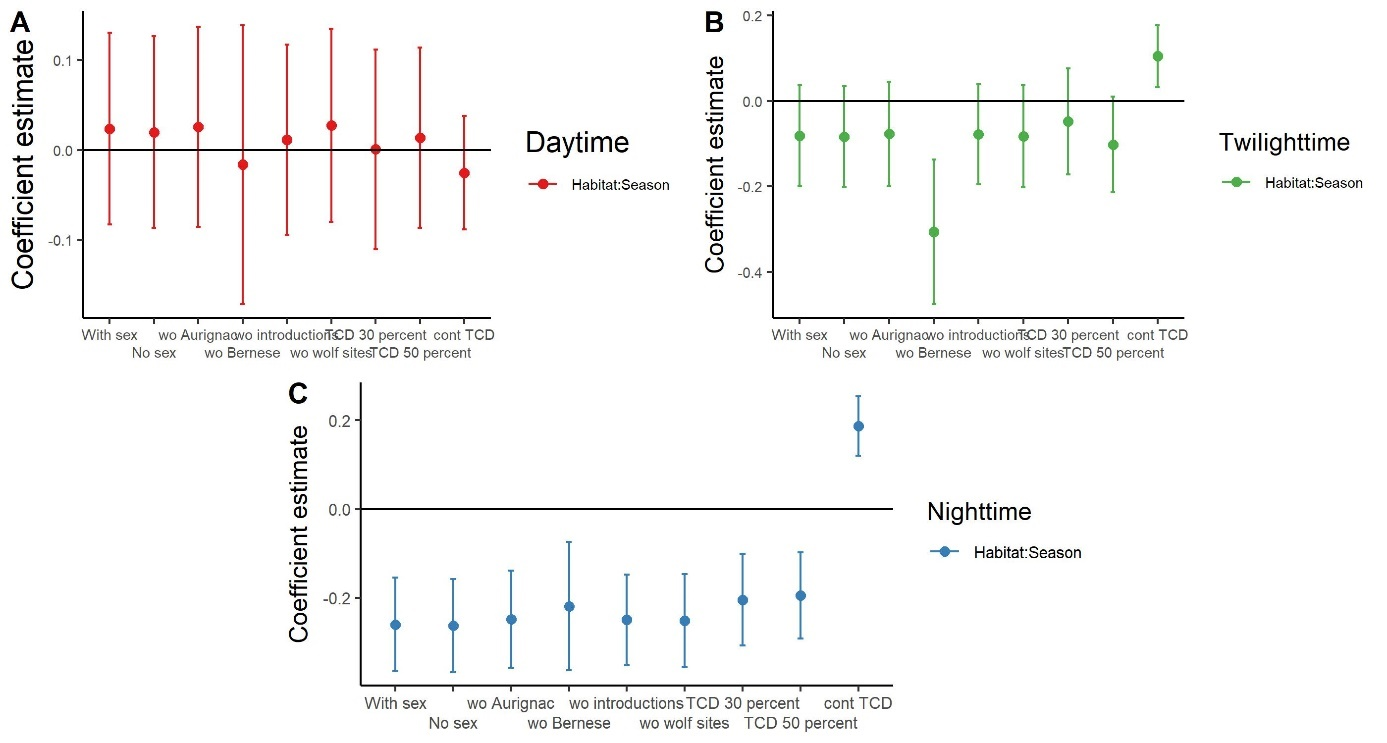 A
Coefficient estimate
0.1
0.0
-0.1
With sex
No sex
wo Aurignac
wo Bernese
wo introductions
wo wolf sites
TCD 30 percent
TCD 50 percent
cont TCD
Daytime
Habitat:Season
B
Coefficient estimate
0.2
0.0
-0.2
-0.4
With sex
No sex
wo Aurignac
wo Bernese
wo introductions
wo wolf sites
TCD 30 percent
TCD 50 percent
cont TCD
Twilighttime
Habitat:Season
C
Coefficient estimate
0.2
0.0
-0.2
With sex
No sex
wo Aurignac
wo Bernese
wo introductions
wo wolf sites
TCD 30 percent
TCD 50 percent
cont TCD
Nighttime
Habitat:Season